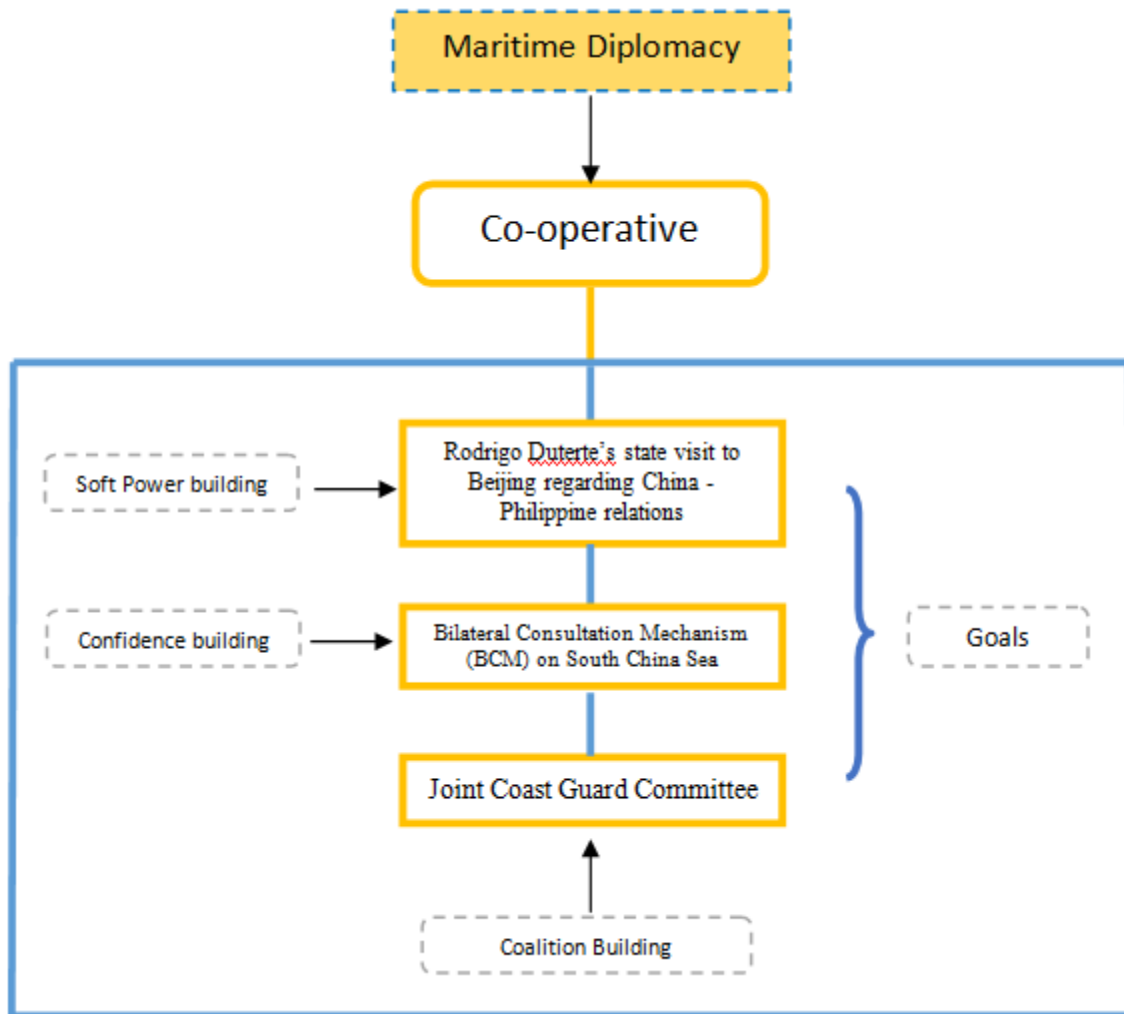 Maritime Diplomacy
Co-operative
Soft Power building
Rodrigo Duterte’s state visit to
Beijing regarding China -
Philippine relations
Confidence building
Bilateral Consultation Mechanism
(BCM) on South China Sea
Goals
Joint Coast Guard Committee
Coalition Building